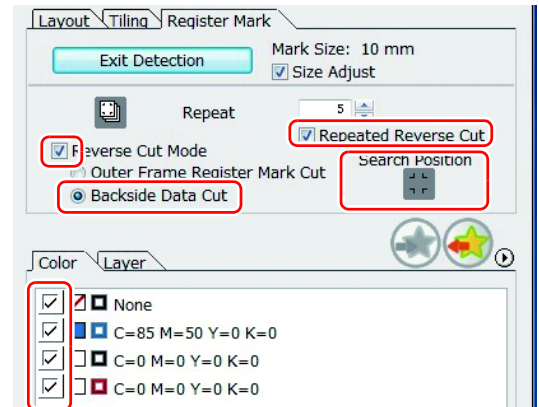 Layout Tiling Register Mark
Exit Detection
Mark Size: 10 mm
Size Adjust
Repeat 5
Repeated Reverse Cut
Reverse Cut Mode
Search Position
Outer Frame Register Mark Cut
Backside Data Cut
Color Layer
None
C=85 M=50 Y=0 K=0
C=0 M=0 Y=0 K=0
C=0 M=0 Y=0 K=0